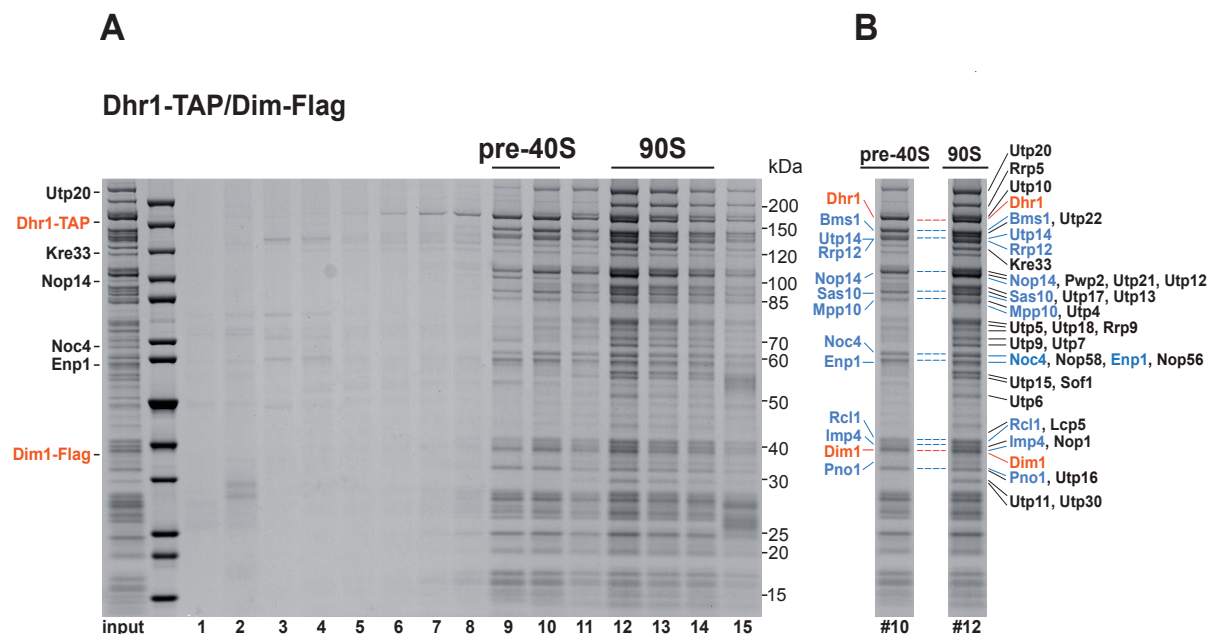 A
B
Dhr1-TAP/Dim-Flag
pre-40S
90S
kDa
Utp20
Dhr1-TAP
Kre33
Nop14
Noc4
Enp1
Dim1-Flag
200
150
120
100
85
70
60
50
40
30
25
20
15
input
1
2
3
4
5
6
7
8
9
10
11
12
13
14
15
pre-40S
90S
Dhr1
Bms1
Utp14
Rrp12
Nop14
Sas10
Mpp10
Noc4
Enp1
Rcl1
Imp4
Dim1
Pno1
Utp20
Rrp5
Utp10
Dhr1
Bms1, Utp22
Utp14
Rrp12
Kre33
Nop14, Pwp2, Utp21, Utp12
Sas10, Utp17, Utp13
Mpp10, Utp4
Utp5, Utp18, Rrp9
Utp9, Utp7
Noc4, Nop58, Enp1, Nop56
Utp15, Sof1
Utp6
Rcl1, Lcp5
Imp4, Nop1
Dim1
Pno1, Utp16
Utp11, Utp30
#10
#12